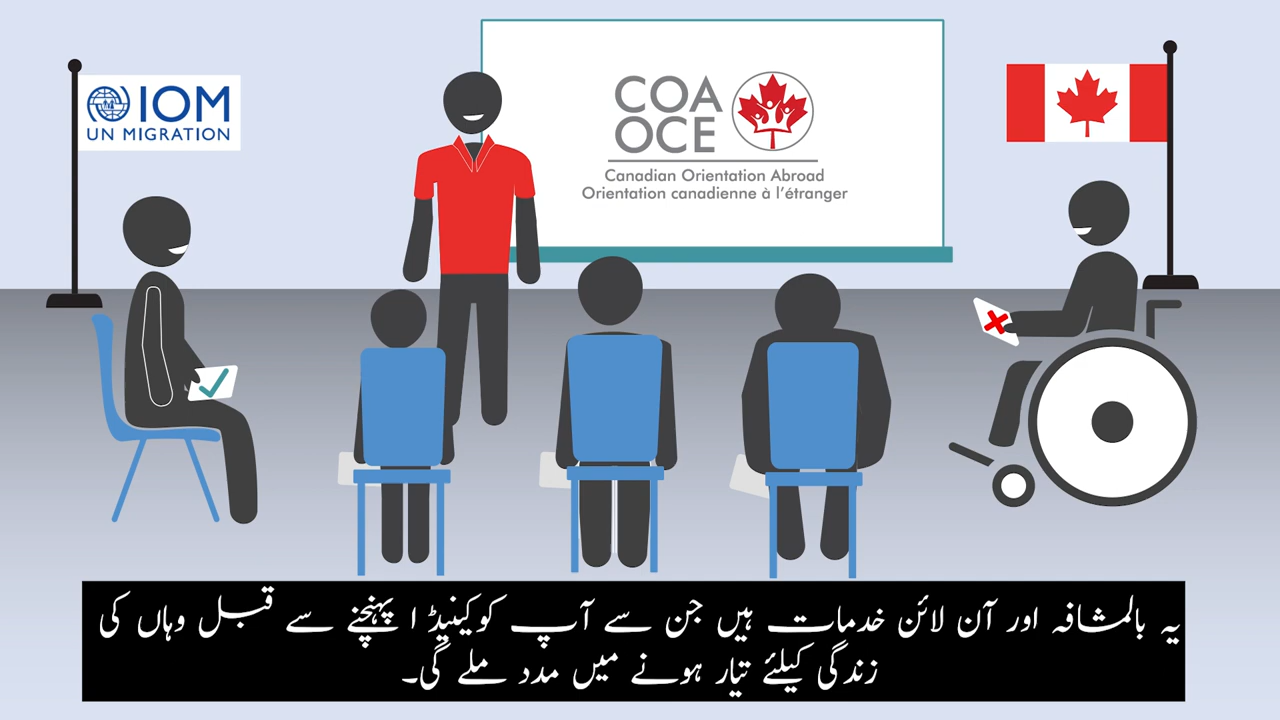 IOM
UN MIGRATION
COA
OCE
Canadian Orientation Abroad
Orientation canadienne à l'étranger
یہ بالمشافہ اور آن لائن خدمات ہیں جن سے آپ کو کینیڈ ا پہنچنے سے قبل وہاں کی
زندگی کیلئے تیار ہونے میں مدد ملے گی۔